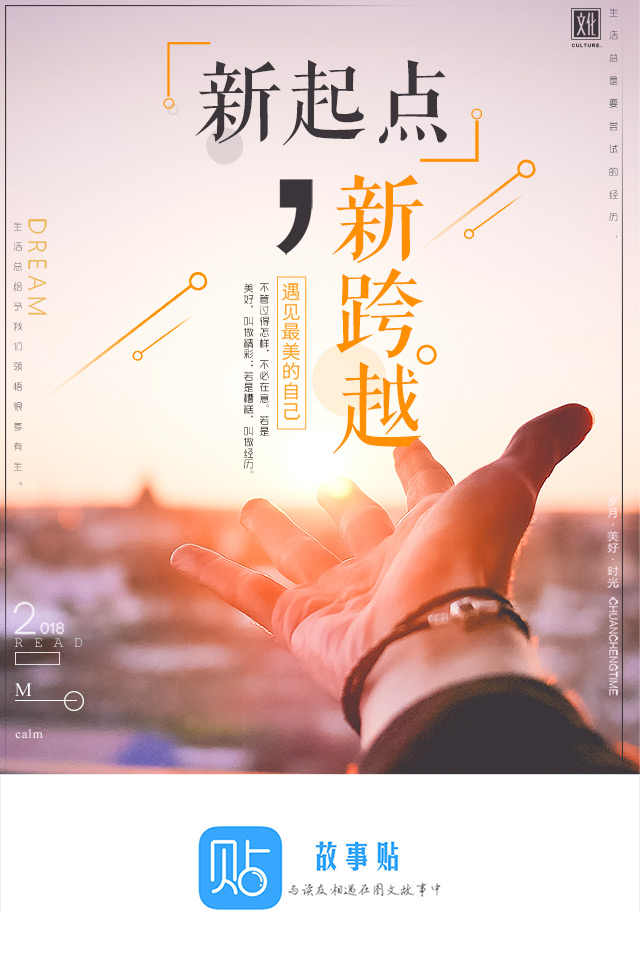 文化
CULTURE.
生活总是要尝试的经历.
新起点
，
新跨越
遇见最美的自己
不管过得怎样，不必在意。若是
美好，叫做精彩；若是糟糕，叫做经历。
DREAM
生活总给予我们领悟很多有生。
月·美好·时光 CHUANCHENGTIME
2018
READ
M
calm
贴
故事贴
与读友相遇在图文故事中